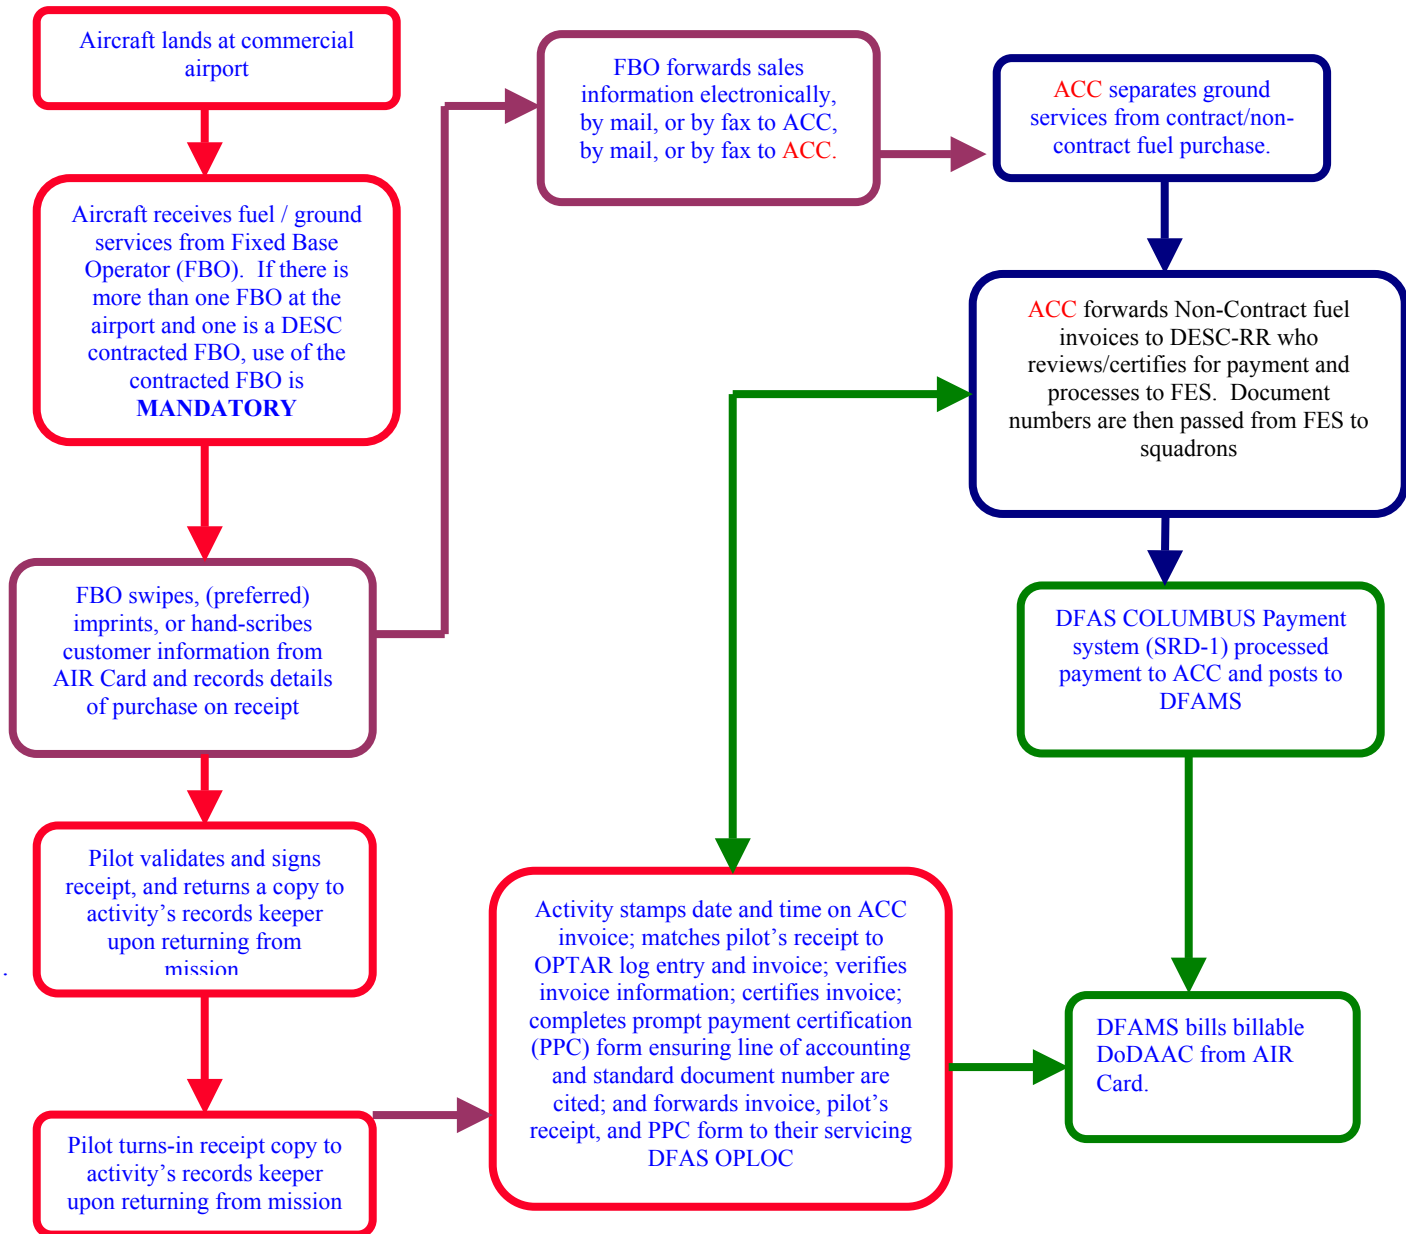 Aircraft lands at commercial
airport
Aircraft receives fuel / ground
services from Fixed Base
Operator (FBO).  If there is
more than one FBO at the
airport and one is a DESC
contracted FBO, use of the
contracted FBO is
MANDATORY
FBO swipes, (preferred)
imprints, or hand-scribes
customer information from
AIR Card and records details
of purchase on receipt
Pilot validates and signs
receipt, and returns a copy to
activity’s records keeper
upon returning from
mission
.
Pilot turns-in receipt copy to
activity’s records keeper
upon returning from mission
FBO forwards sales
information electronically,
by mail, or by fax to ACC,
by mail, or by fax to ACC.
ACC separates ground
services from contract/non-
contract fuel purchase.
ACC forwards Non-Contract fuel
invoices to DESC-RR who
reviews/certifies for payment and
processes to FES.  Document
numbers are then passed from FES to
squadrons
DFAS COLUMBUS Payment
system (SRD-1) processed
payment to ACC and posts to
DFAMS
Activity stamps date and time on ACC
invoice; matches pilot’s receipt to
OPTAR log entry and invoice; verifies
invoice information; certifies invoice;
completes prompt payment certification
(PPC) form ensuring line of accounting
and standard document number are
cited; and forwards invoice, pilot’s
receipt, and PPC form to their servicing
DFAS OPLOC
DFAMS bills billable
DoDAAC from AIR
Card.